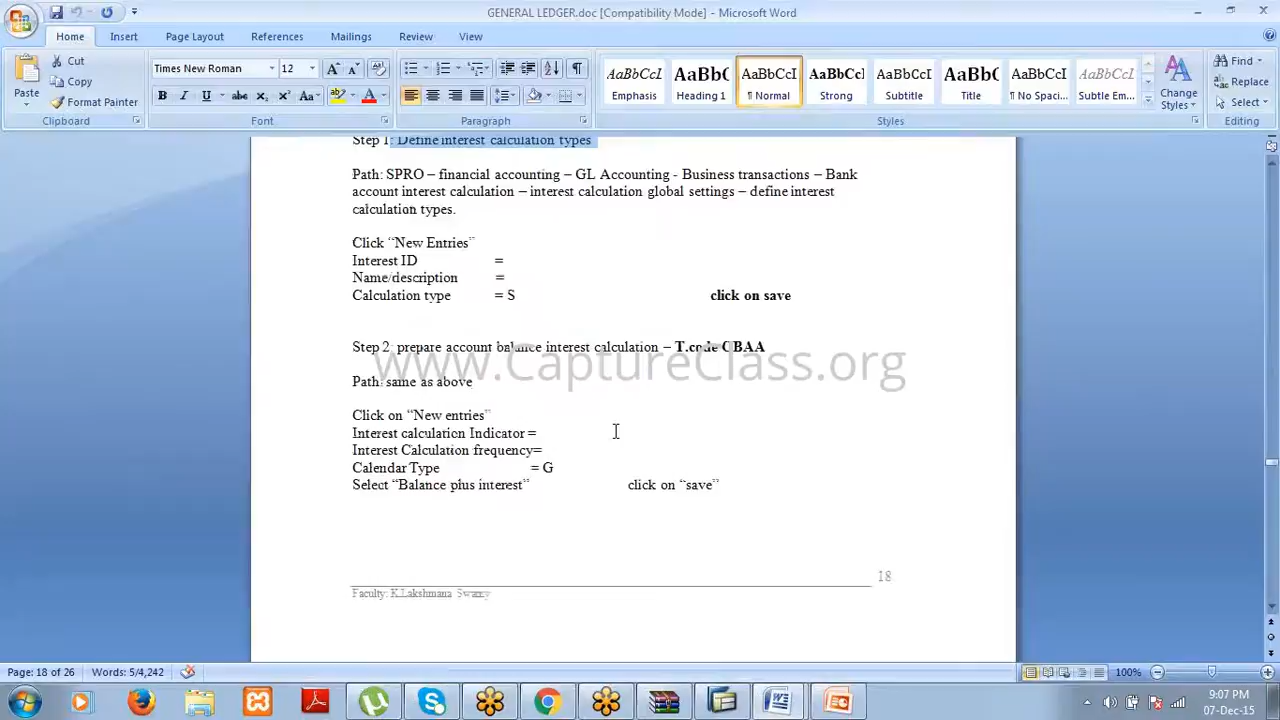 GENERAL LEDGER.doc [Compatibility Mode] - Microsoft Word
Home Insert Page Layout References Mailings Review View
Cut
Copy
Format Painter
Paste
Clipboard
Times New Roman 12
Font
Paragraph
AaBbCcI AaBbC AaBbCcI AaBbCc AaBbCcI AaBbC AaBbCcI AaBbCcI
Emphasis Heading 1 ¶ Normal Strong Subtitle Title ¶ No Spaci... Subtle Em...
Change Styles
Styles
Find
Replace
Select
Editing
Step 1: Define interest calculation types
Path: SPRO – financial accounting – GL Accounting - Business transactions – Bank
account interest calculation – interest calculation global settings – define interest
calculation types.
Click “New Entries”
Interest ID =
Name/description =
Calculation type = S click on save
Step 2: prepare account balance interest calculation – T.code OBAA
www.CaptureClass.org
Path: same as above
Click on “New entries”
Interest calculation Indicator =
Interest Calculation frequency=
Calendar Type = G
Select “Balance plus interest” click on “save”
18
Faculty: K.Lakshmana Swamy
Page: 18 of 26 Words: 5/4,242 100%
9:07 PM
07-Dec-15